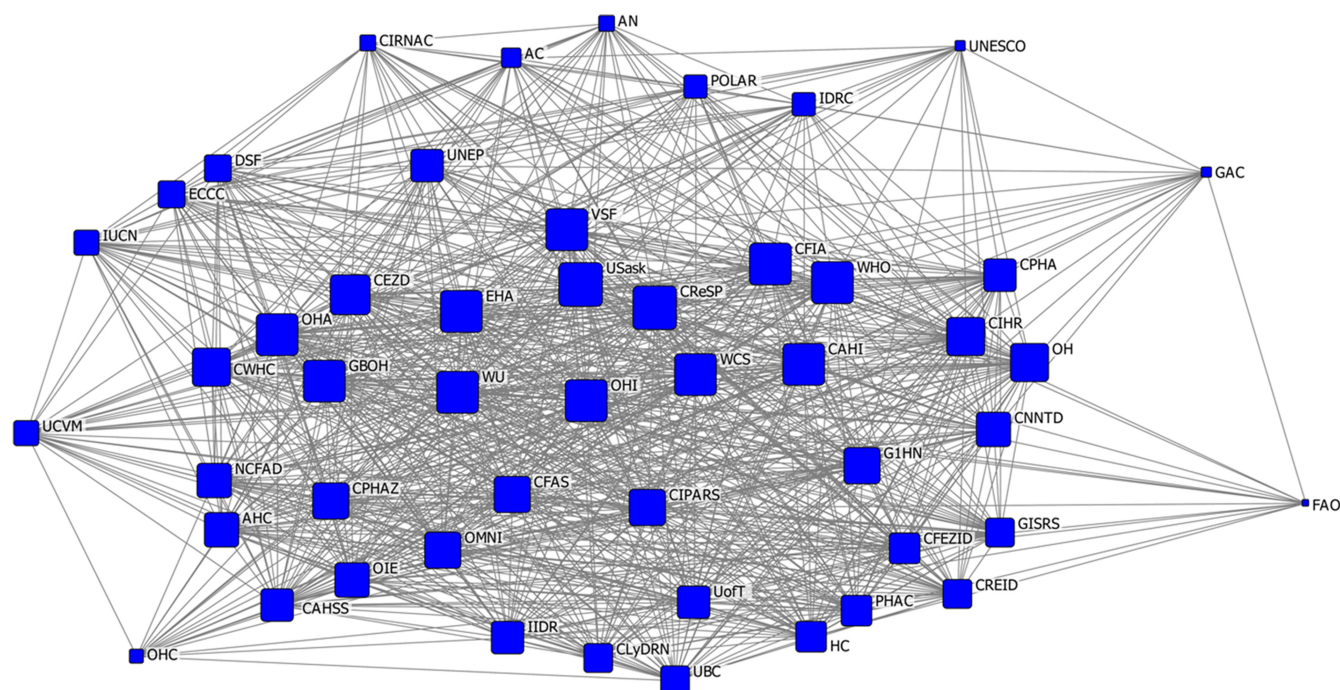 AN
CIRNAC
UNESCO
AC
POLAR
IDRC
UNEP
DSF
GAC
ECCC
VSF
IUCN
CFIA
CPHA
WHO
USask
CEZD
CReSP
EHA
OHA
CIHR
OH
CAHI
WCS
GBOH
CWHC
WU
OHI
CNNTD
UCVM
G1HN
NCFAD
CFAS
CPHAZ
CIPARS
FAO
AHC
GISRS
OMNI
CFEZID
OIE
CREID
UofT
CAHSS
PHAC
IIDR
HC
CLyDRN
OHC
UBC